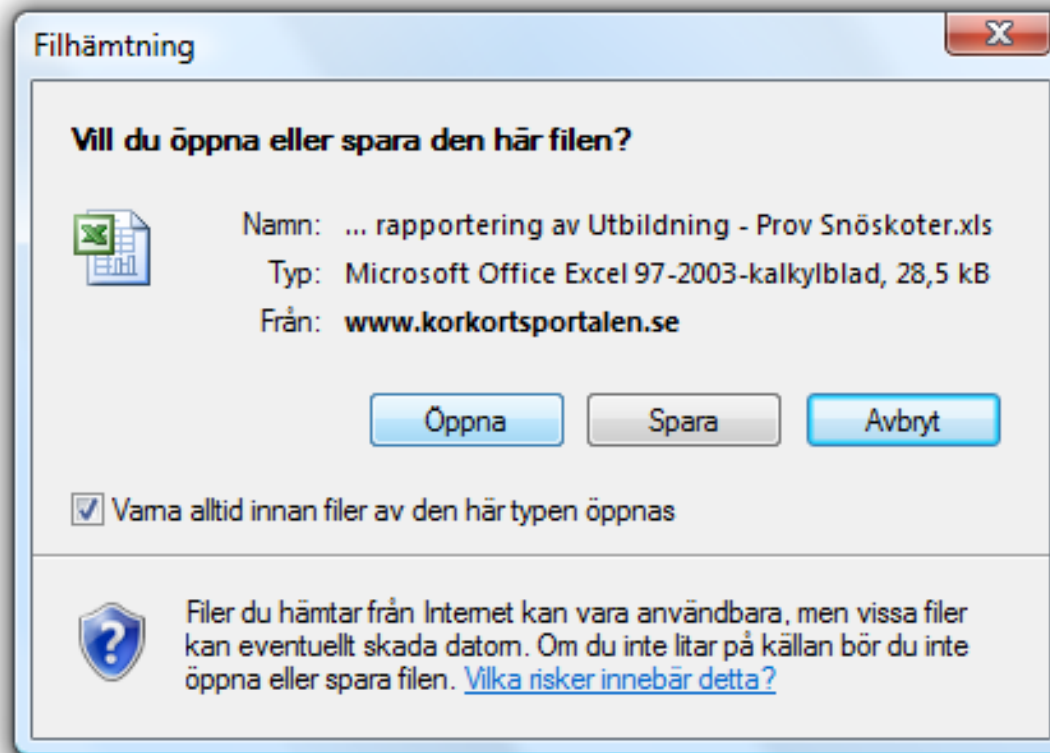 Filhämtning
Vill du öppna eller spara den här filen?
Namn: ... rapportering av Utbildning - Prov Snöskoter.xls
Typ: Microsoft Office Excel 97-2003-kalkylblad, 28,5 kB
Från: www.korkortsportalen.se
Öppna Spara Avbryt
Varna alltid innan filer av den här typen öppnas
Filer du hämtar från Internet kan vara användbara, men vissa filer
kan eventuellt skada datorn. Om du inte litar på källan bör du inte
öppna eller spara filen. Vilka risker innebär detta?